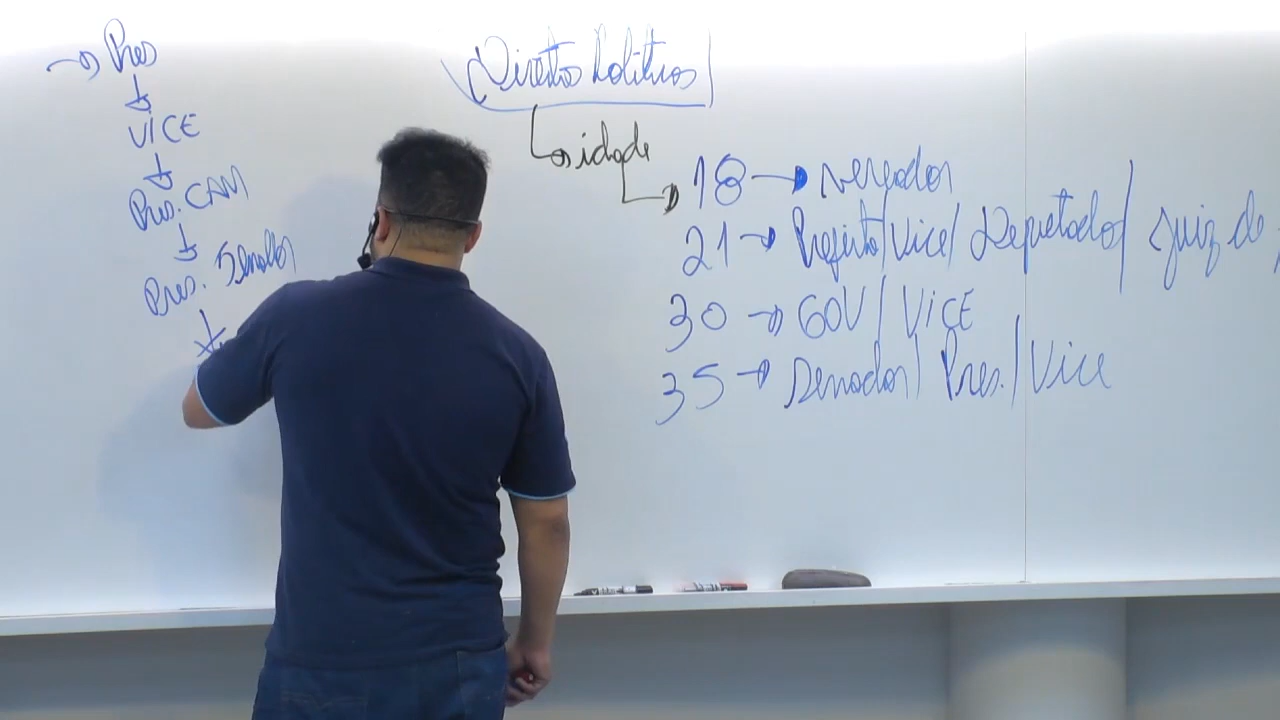 Direitos Políticos
idade
18 → vereador
21 → Prefeito/Vice/Deputado/Juiz de
30 → GOV/VICE
35 → Senador/Pres./Vice
→ Pres
↓
VICE
↓
Pres. CAM
↓
Pres. Senador
↓